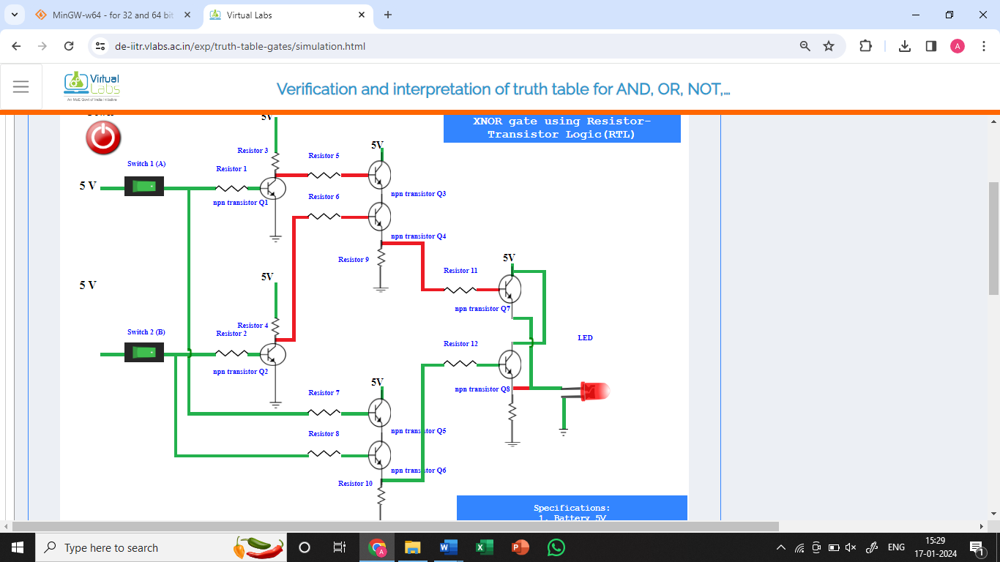 MinGW-w64 - for 32 and 64 bit
Virtual Labs
de-iitr.vlabs.ac.in/exp/truth-table-gates/simulation.html
A
Virtual
Labs
An MoE Govt of India Initiative
Verification and interpretation of truth table for AND, OR, NOT,...
XNOR gate using Resistor-
Transistor Logic(RTL)
5V
Resistor 3
Resistor 5
5V
Switch 1 (A)
Resistor 1
5 V
npn transistor Q1
Resistor 6
npn transistor Q3
npn transistor Q4
Resistor 9
5V
Resistor 11
5V
5 V
npn transistor Q7
Resistor 4
Switch 2 (B)
Resistor 2
Resistor 12
LED
npn transistor Q2
5V
npn transistor Q8
Resistor 7
npn transistor Q5
Resistor 8
npn transistor Q6
Resistor 10
Specifications:
1. Battery 5V
Type here to search
A
ENG
15:29
17-01-2024
1